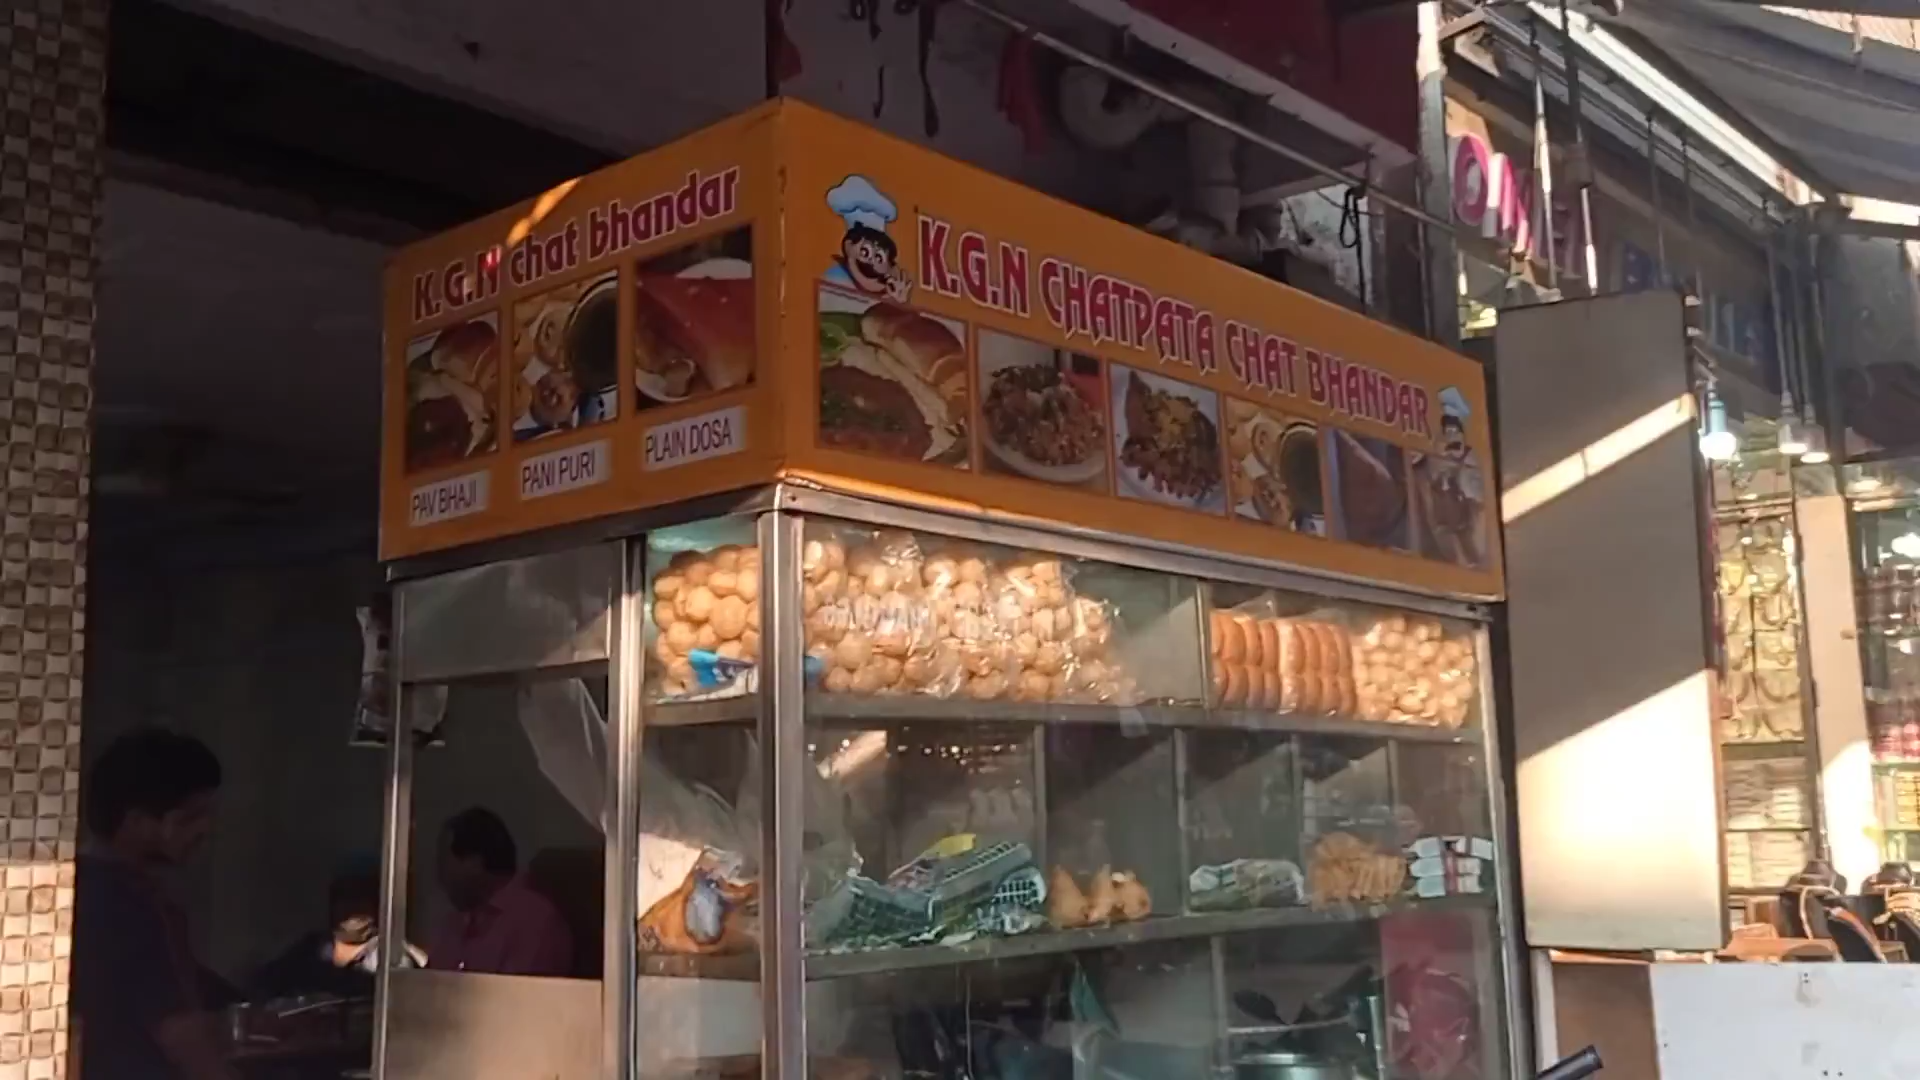 K.G.N chat bhandar
PAV BHAJI
PANI PURI
PLAIN DOSA
K.G.N CHATPATA CHAT BHANDAR